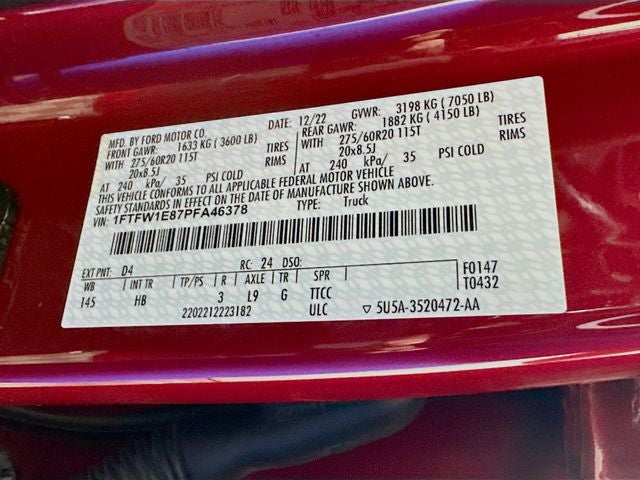 MFD. BY FORD MOTOR CO. DATE: 12/22 GVWR: 3198 KG ( 7050 LB)
FRONT GAWR: 1633 KG ( 3600 LB) REAR GAWR: 1882 KG ( 4150 LB)
WITH 275/60R20 115T TIRES WITH 275/60R20 115T TIRES
20x8.5J RIMS 20x8.5J RIMS
AT 240 kPa/ 35 PSI COLD AT 240 kPa/ 35 PSI COLD
THIS VEHICLE CONFORMS TO ALL APPLICABLE FEDERAL MOTOR VEHICLE
SAFETY STANDARDS IN EFFECT ON THE DATE OF MANUFACTURE SHOWN ABOVE.
VIN: 1FTFW1E87PFA46378 TYPE: Truck
EXT PNT: D4 RC: 24 DSO: F0147
WB INT TR TP/PS R AXLE TR SPR T0432
145 HB 3 L9 G TTCC
2202212223182 ULC ▽ 5U5A-3520472-AA